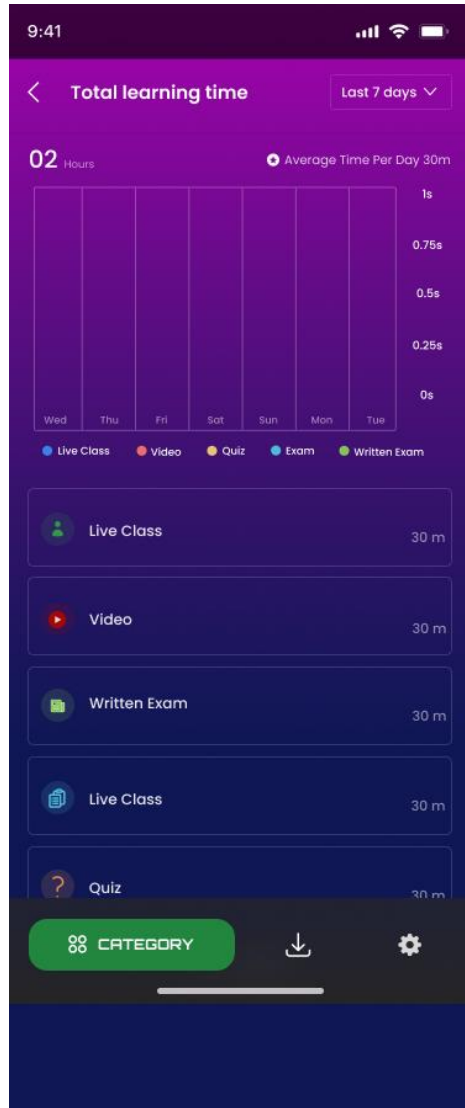 9:41
Total learning time
Last 7 days
02 Hours
Average Time Per Day 30m
1s
0.75s
0.5s
0.25s
0s
Wed Thu Fri Sat Sun Mon Tue
Live Class Video Quiz Exam Written Exam
Live Class
30 m
Video
30 m
Written Exam
30 m
Live Class
30 m
Quiz
30 m
CATEGORY